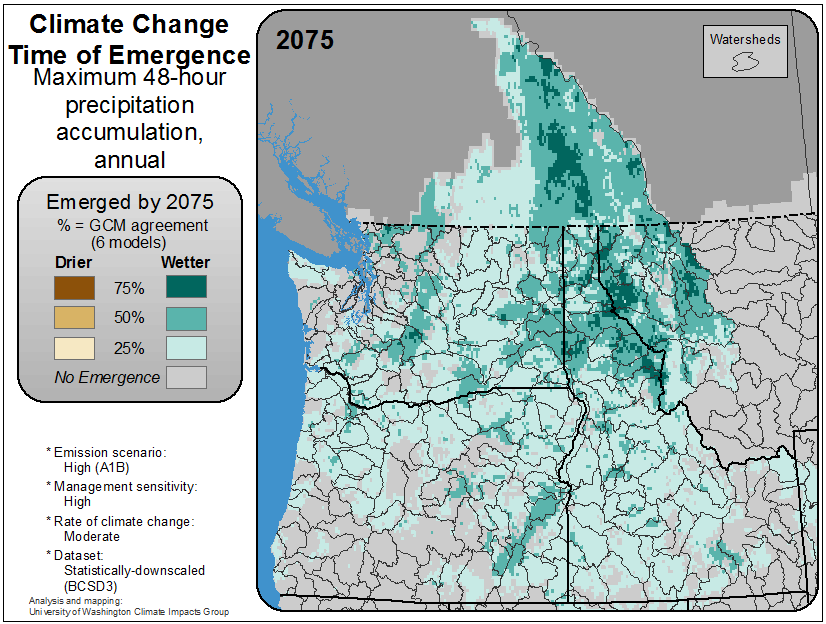 Climate Change
Time of Emergence
Maximum 48-hour
precipitation
accumulation,
annual
Emerged by 2075
% = GCM agreement
(6 models)
Drier Wetter
75%
50%
25%
No Emergence
* Emission scenario:
High (A1B)
* Management sensitivity:
High
* Rate of climate change:
Moderate
* Dataset:
Statistically-downscaled
(BCSD3)
Analysis and mapping:
University of Washington Climate Impacts Group
2075
Watersheds